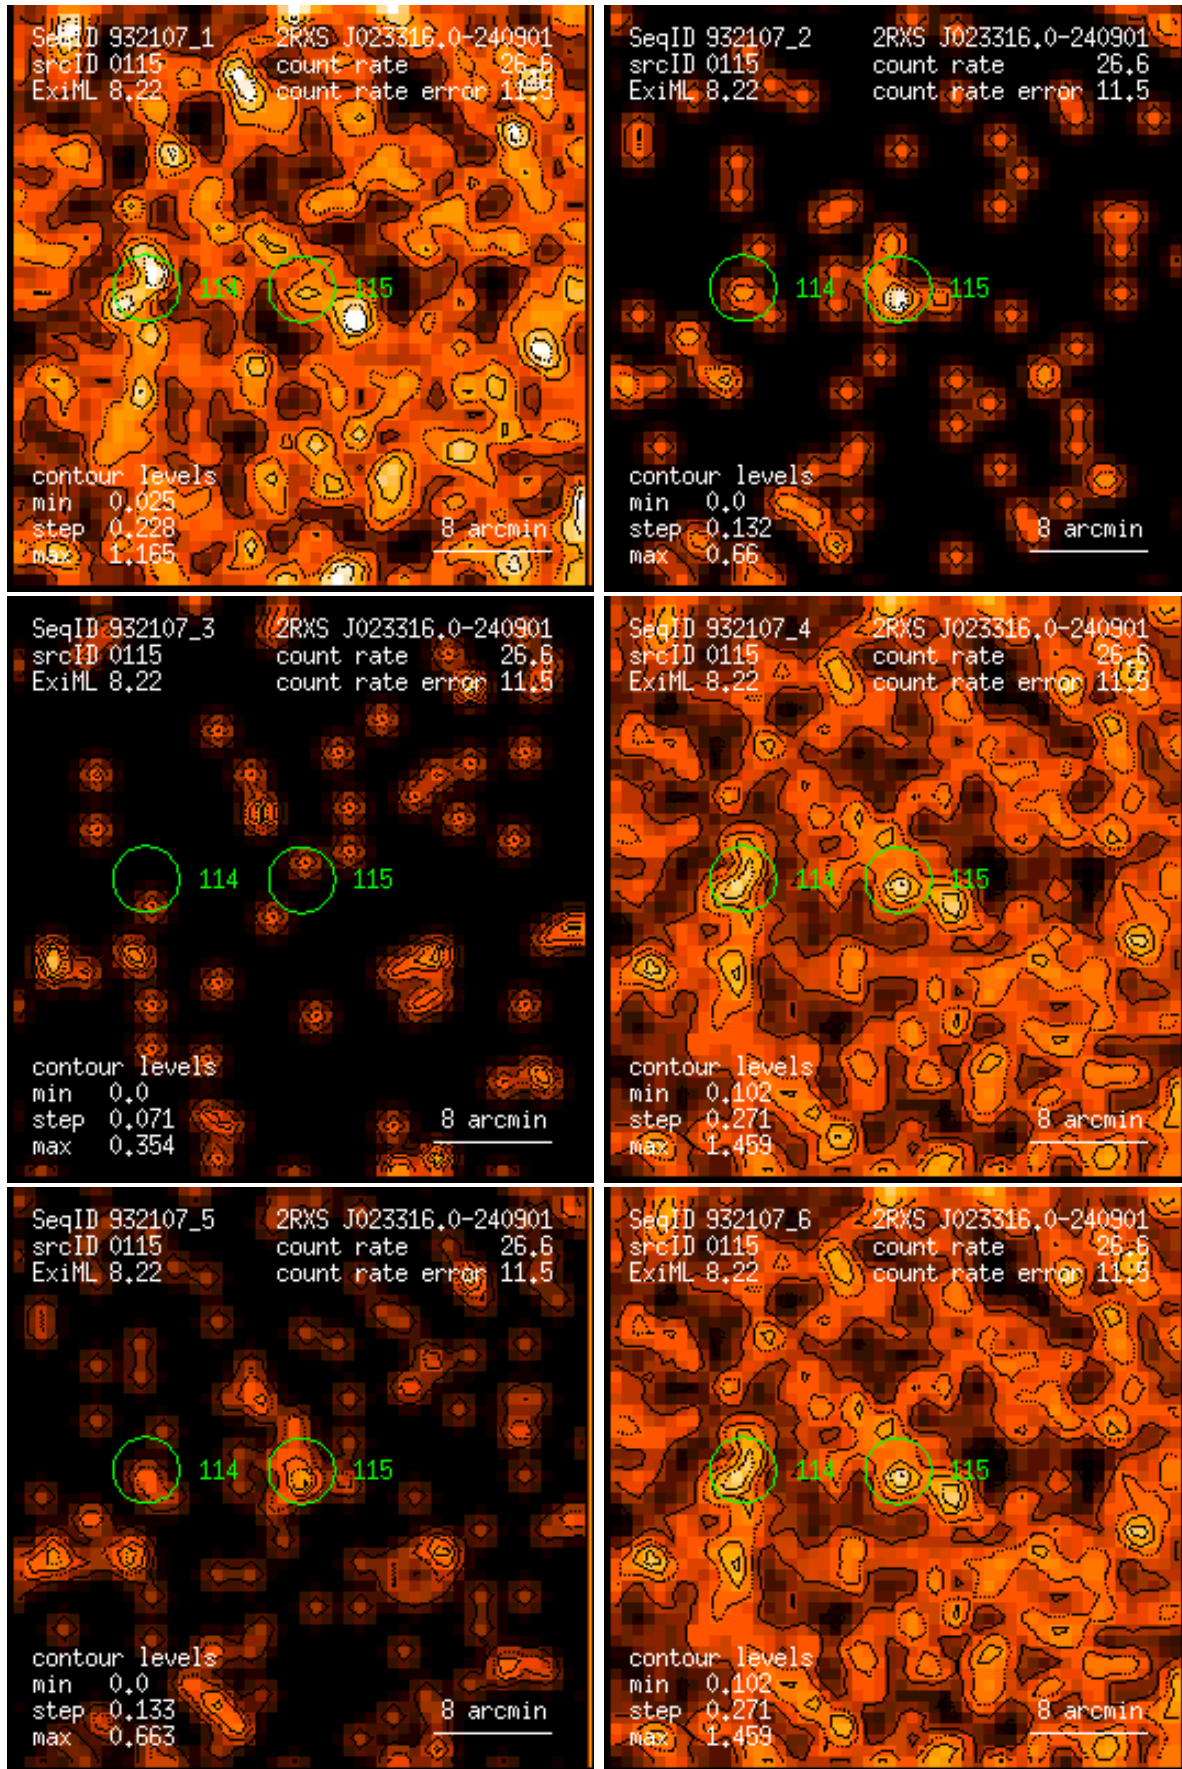 SeqID 932107_1 2RXS J023316.0-240901
srcID 0115 count rate 26.6
ExiML 8.22 count rate error 11.5
114 115
contour levels
min 0.025
step 0.228 8 arcmin
max 1.165
SeqID 932107_2 2RXS J023316.0-240901
srcID 0115 count rate 26.6
ExiML 8.22 count rate error 11.5
114 115
contour levels
min 0.0
step 0.132 8 arcmin
max 0.66
SeqID 932107_3 2RXS J023316.0-240901
srcID 0115 count rate 26.6
ExiML 8.22 count rate error 11.5
114 115
contour levels
min 0.0
step 0.071 8 arcmin
max 0.354
SeqID 932107_4 2RXS J023316.0-240901
srcID 0115 count rate 26.6
ExiML 8.22 count rate error 11.5
114 115
contour levels
min 0.102
step 0.271 8 arcmin
max 1.459
SeqID 932107_5 2RXS J023316.0-240901
srcID 0115 count rate 26.6
ExiML 8.22 count rate error 11.5
114 115
contour levels
min 0.0
step 0.133 8 arcmin
max 0.663
SeqID 932107_6 2RXS J023316.0-240901
srcID 0115 count rate 26.6
ExiML 8.22 count rate error 11.5
114 115
contour levels
min 0.102
step 0.271 8 arcmin
max 1.459